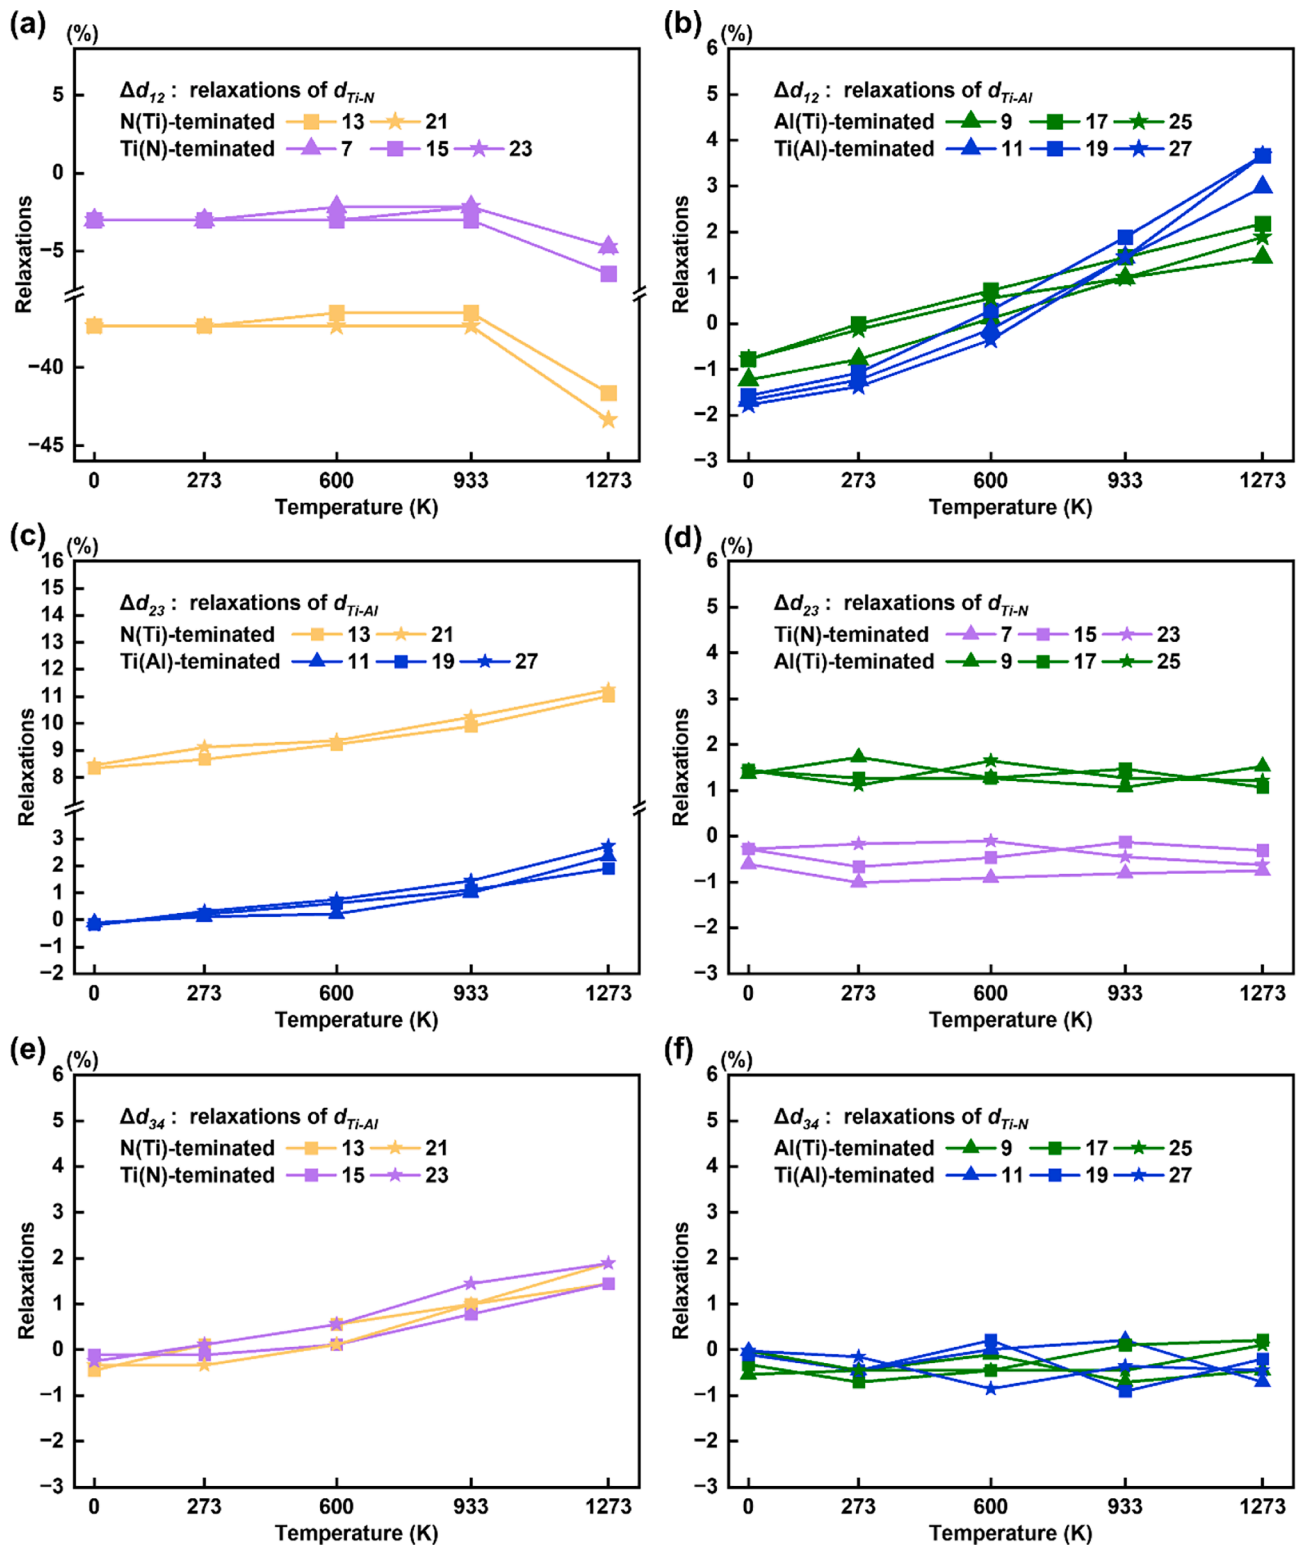 (a) (%)
5
0
−5
−40
−45
Relaxations
Δd12 : relaxations of dTi-N
N(Ti)-teminated 13 21
Ti(N)-teminated 7 15 23
0 273 600 933 1273
Temperature (K)
(b) (%)
6
5
4
3
2
1
0
−1
−2
−3
Relaxations
Δd12 : relaxations of dTi-Al
Al(Ti)-teminated 9 17 25
Ti(Al)-teminated 11 19 27
0 273 600 933 1273
Temperature (K)
(c) (%)
16
15
14
13
12
11
10
9
8
3
2
1
0
−1
−2
Relaxations
Δd23 : relaxations of dTi-Al
N(Ti)-teminated 13 21
Ti(Al)-teminated 11 19 27
0 273 600 933 1273
Temperature (K)
(d) (%)
6
5
4
3
2
1
0
−1
−2
−3
Relaxations
Δd23 : relaxations of dTi-N
Ti(N)-teminated 7 15 23
Al(Ti)-teminated 9 17 25
0 273 600 933 1273
Temperature (K)
(e) (%)
6
5
4
3
2
1
0
−1
−2
−3
Relaxations
Δd34 : relaxations of dTi-Al
N(Ti)-teminated 13 21
Ti(N)-teminated 15 23
0 273 600 933 1273
Temperature (K)
(f) (%)
6
5
4
3
2
1
0
−1
−2
−3
Relaxations
Δd34 : relaxations of dTi-N
Al(Ti)-teminated 9 17 25
Ti(Al)-teminated 11 19 27
0 273 600 933 1273
Temperature (K)